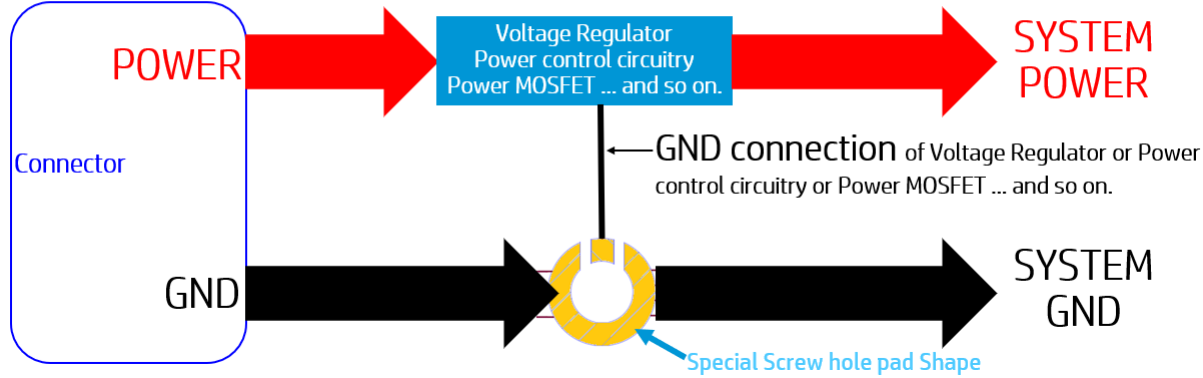 Voltage Regulator
Power control circuitry
Power MOSFET ... and so on.
POWER
SYSTEM
POWER
Connector
GND connection of Voltage Regulator or Power
control circuitry or Power MOSFET ... and so on.
GND
SYSTEM
GND
Special Screw hole pad Shape